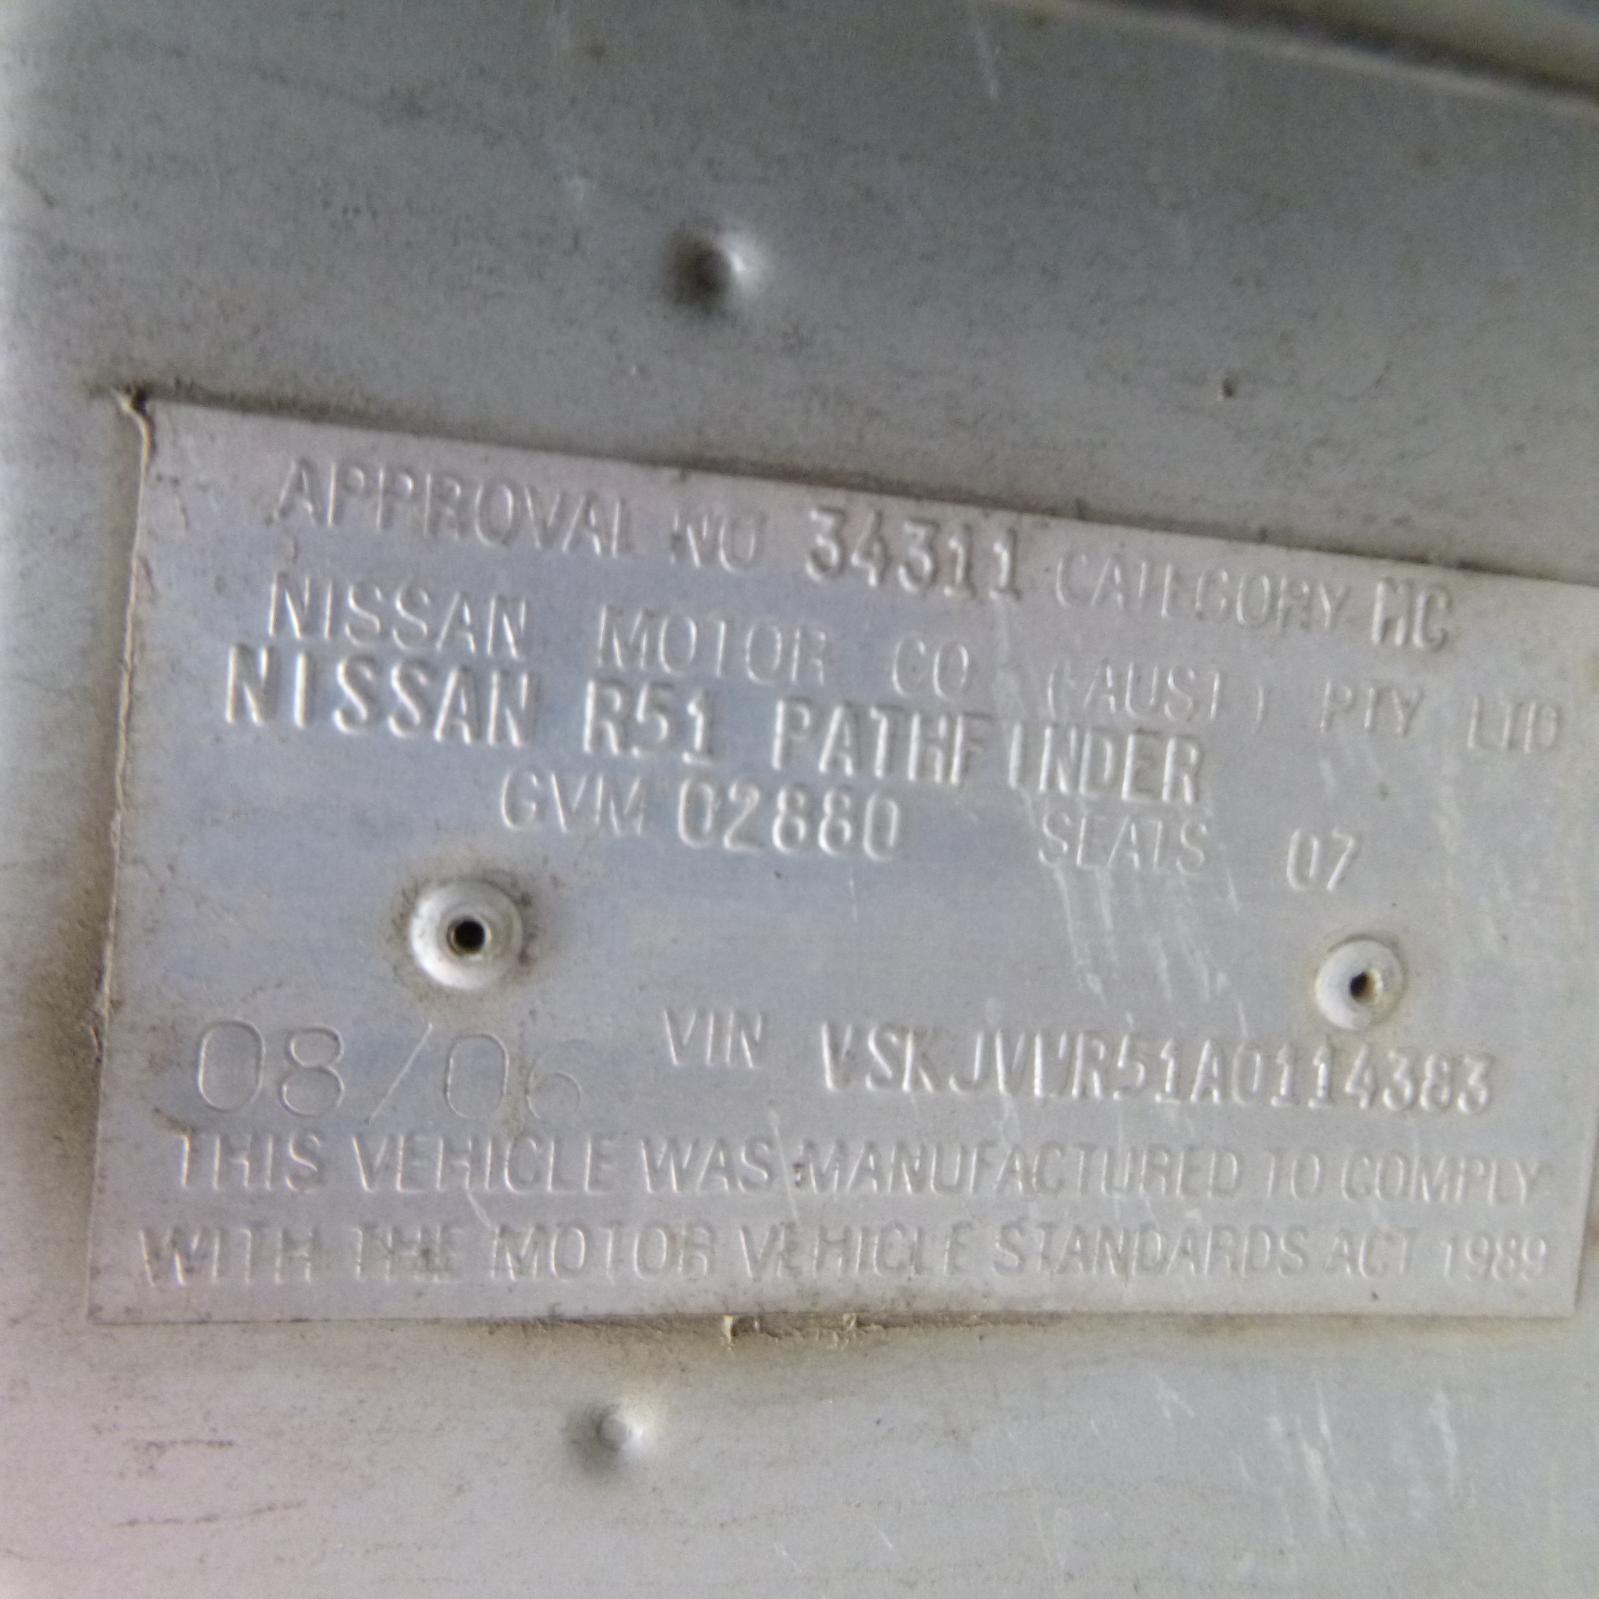 APPROVAL NO 34311 CATEGORY MC
NISSAN MOTOR CO (AUST) PTY LTD
NISSAN R51 PATHFINDER
GVM 02880 SEATS 07
08/06 VIN VSKJVWR51A0114383
THIS VEHICLE WAS MANUFACTURED TO COMPLY
WITH THE MOTOR VEHICLE STANDARDS ACT 1989